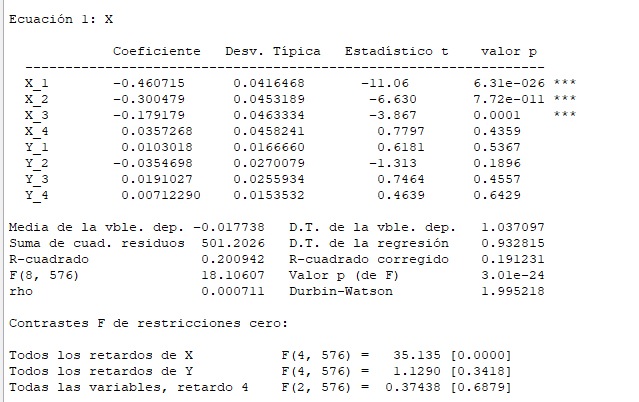 Ecuación 1: X
Coeficiente Desv. Típica Estadístico t valor p
------------------------------------------------------------------
X_1 -0.460715 0.0416468 -11.06 6.31e-026 ***
X_2 -0.300479 0.0453189 -6.630 7.72e-011 ***
X_3 -0.179179 0.0463334 -3.867 0.0001 ***
X_4 0.0357268 0.0458241 0.7797 0.4359
Y_1 0.0103018 0.0166660 0.6181 0.5367
Y_2 -0.0354698 0.0270079 -1.313 0.1896
Y_3 0.0191027 0.0255934 0.7464 0.4557
Y_4 0.00712290 0.0153532 0.4639 0.6429
Media de la vble. dep. -0.017738 D.T. de la vble. dep. 1.037097
Suma de cuad. residuos 501.2026 D.T. de la regresión 0.932815
R-cuadrado 0.200942 R-cuadrado corregido 0.191231
F(8, 576) 18.10607 Valor p (de F) 3.01e-24
rho 0.000711 Durbin-Watson 1.995218
Contrastes F de restricciones cero:
Todos los retardos de X F(4, 576) = 35.135 [0.0000]
Todos los retardos de Y F(4, 576) = 1.1290 [0.3418]
Todas las variables, retardo 4 F(2, 576) = 0.37438 [0.6879]